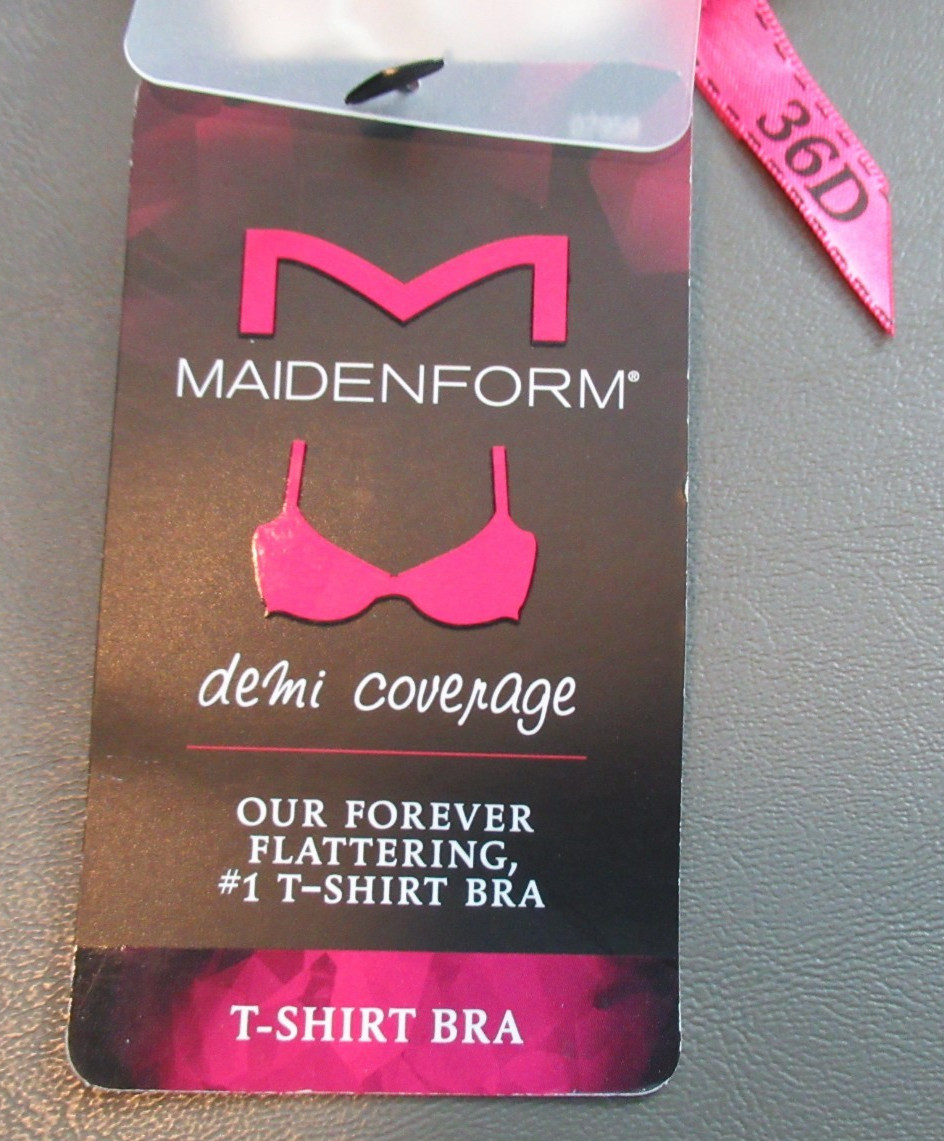 36D
MAIDENFORM®
demi coverage
OUR FOREVER
FLATTERING,
#1 T-SHIRT BRA
T-SHIRT BRA